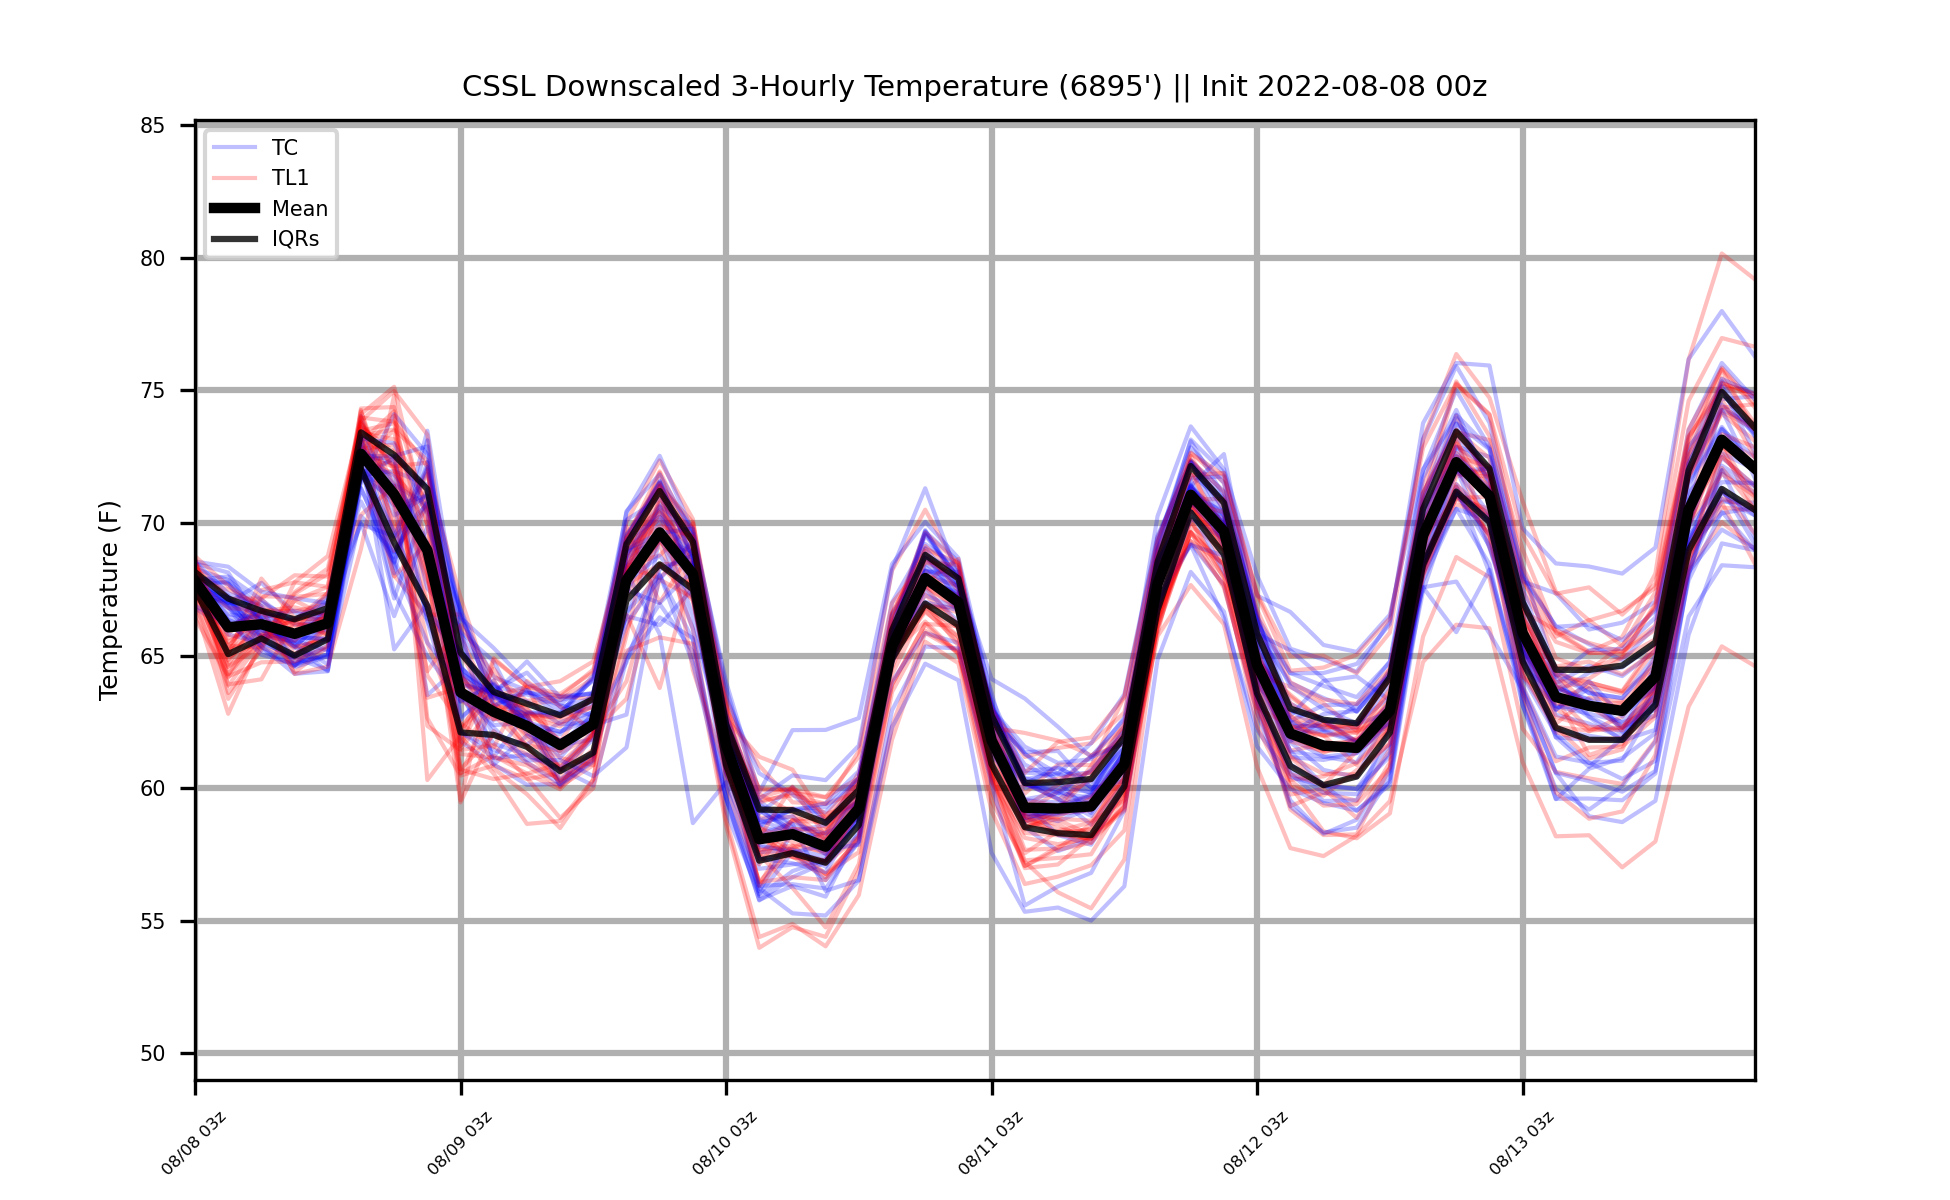 CSSL Downscaled 3-Hourly Temperature (6895') || Init 2022-08-08 00z
TC
TL1
Mean
IQRs
Temperature (F)
85
80
75
70
65
60
55
50
08/08 03z
08/09 03z
08/10 03z
08/11 03z
08/12 03z
08/13 03z